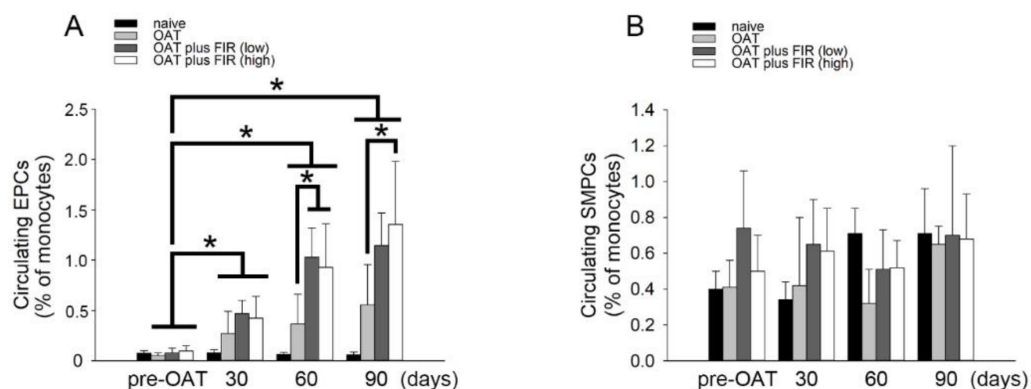 A
naive
OAT
OAT plus FIR (low)
OAT plus FIR (high)
Circulating EPCs
(% of monocytes)
2.5
2.0
1.5
1.0
0.5
0
*
*
*
*
*
pre-OAT 30 60 90 (days)
B
naive
OAT
OAT plus FIR (low)
OAT plus FIR (high)
Circulating SMPCs
(% of monocytes)
1.4
1.2
1.0
0.8
0.6
0.4
0.2
0.0
pre-OAT 30 60 90 (days)